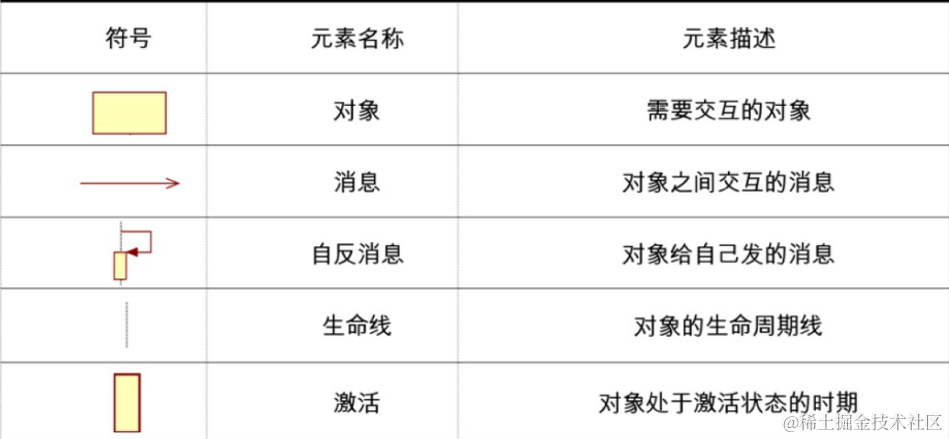 符号 元素名称 元素描述
对象 需要交互的对象
消息 对象之间交互的消息
自反消息 对象给自己发的消息
生命线 对象的生命周期线
激活 对象处于激活状态的时期
@稀土掘金技术社区